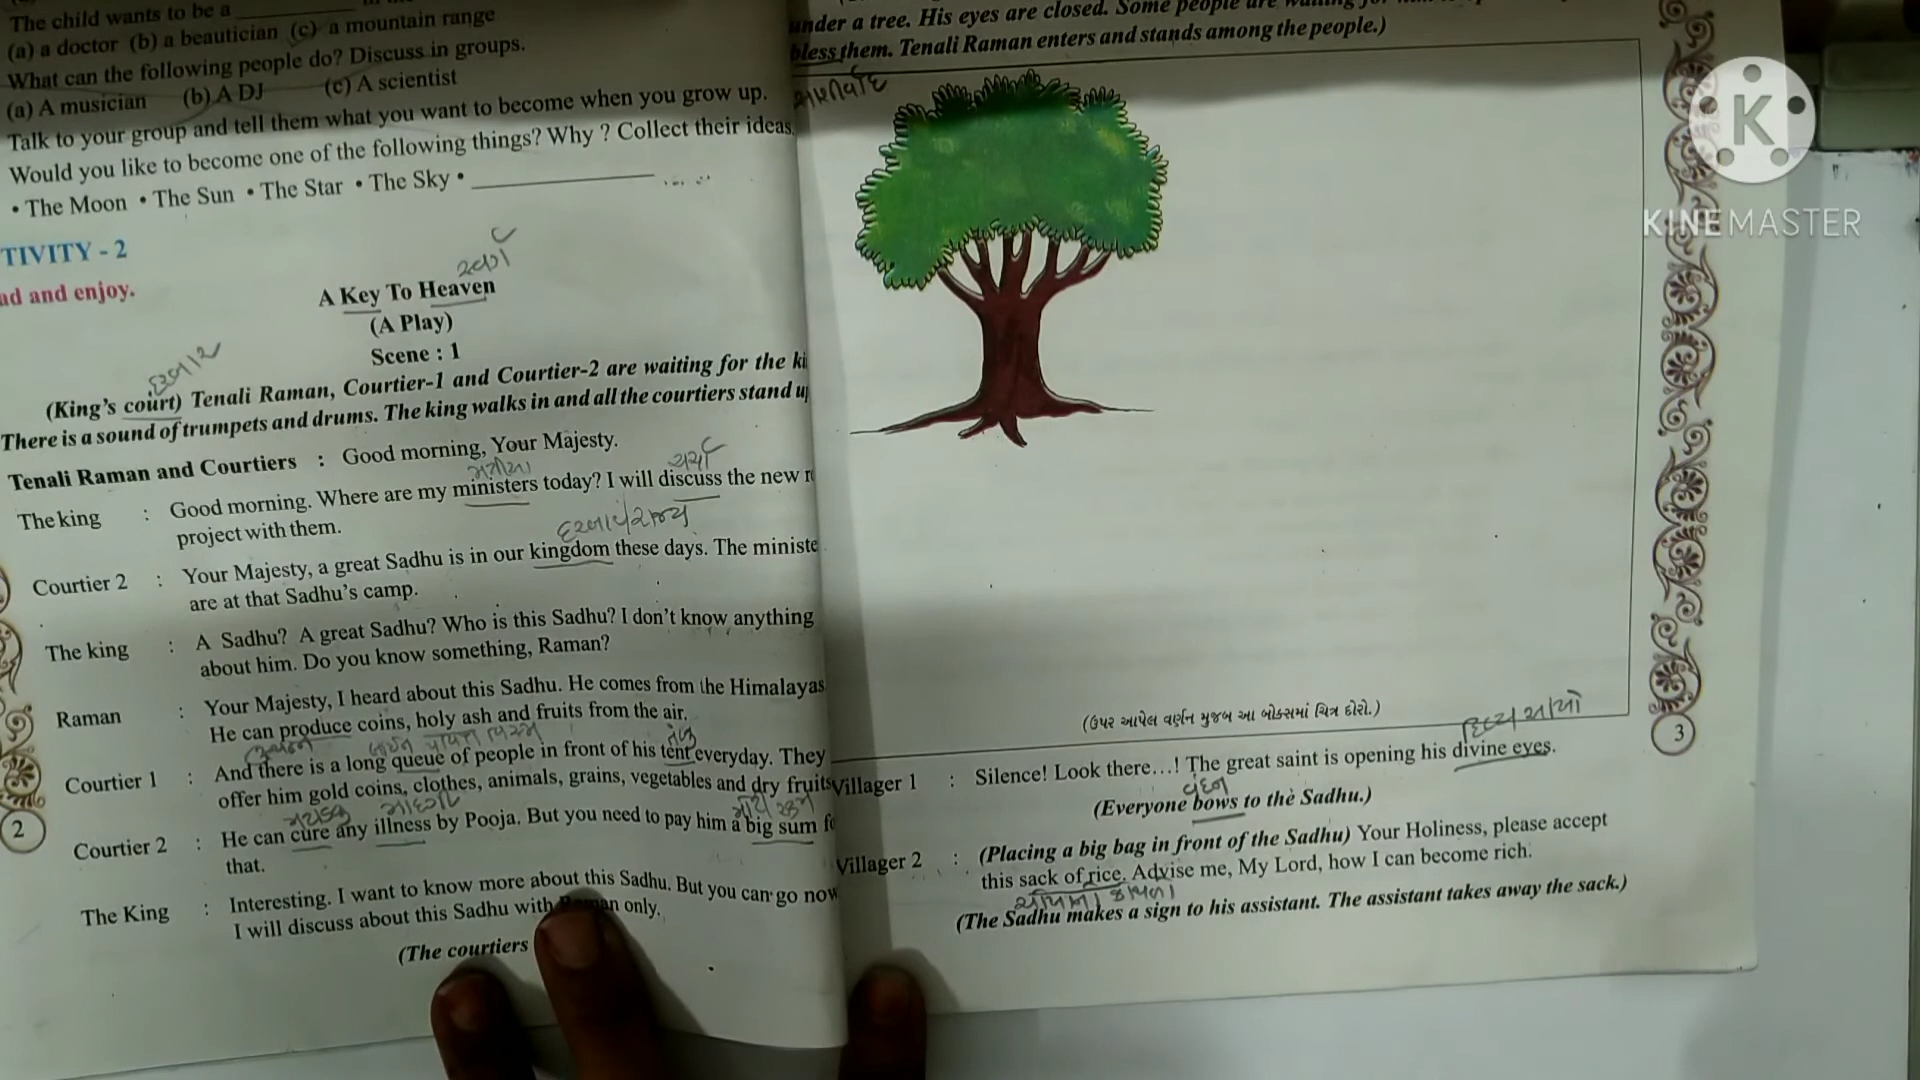 The child wants to be a ________
(a) a doctor (b) a beautician (c) a mountain range
What can the following people do? Discuss in groups.
(a) A musician (b) A DJ (c) A scientist
Talk to your group and tell them what you want to become when you grow up.
Would you like to become one of the following things? Why ? Collect their ideas.
• The Moon • The Sun • The Star • The Sky • ________
TIVITY - 2
ad and enjoy.
સ્વર્ગ
A Key To Heaven
(A Play)
Scene : 1
દરબાર
(King's court) Tenali Raman, Courtier-1 and Courtier-2 are waiting for the ki
There is a sound of trumpets and drums. The king walks in and all the courtiers stand u
Tenali Raman and Courtiers : Good morning, Your Majesty.
ચર્ચા
The king : Good morning. Where are my ministers today? I will discuss the new
project with them.
Courtier 2 : Your Majesty, a great Sadhu is in our kingdom these days. The ministe
are at that Sadhu's camp.
The king : A Sadhu? A great Sadhu? Who is this Sadhu? I don't know anything
about him. Do you know something, Raman?
Raman : Your Majesty, I heard about this Sadhu. He comes from the Himalayas
He can produce coins, holy ash and fruits from the air.
Courtier 1 : And there is a long queue of people in front of his tent everyday. They
offer him gold coins, clothes, animals, grains, vegetables and dry fruits
Courtier 2 : He can cure any illness by Pooja. But you need to pay him a big sum f
that.
The King : Interesting. I want to know more about this Sadhu. But you can go now
I will discuss about this Sadhu with Raman only.
(The courtiers
2
under a tree. His eyes are closed. Some people are
bless them. Tenali Raman enters and stands among the people.)
આશીર્વાદ
(ઉપર આપેલ વર્ણન મુજબ આ બોક્સમાં ચિત્ર દોરો.)
3
Villager 1 : Silence! Look there...! The great saint is opening his divine eyes.
વંદન
(Everyone bows to the Sadhu.)
Villager 2 : (Placing a big bag in front of the Sadhu) Your Holiness, please accept
this sack of rice. Advise me, My Lord, how I can become rich.
(The Sadhu makes a sign to his assistant. The assistant takes away the sack.)
K
KINEMASTER